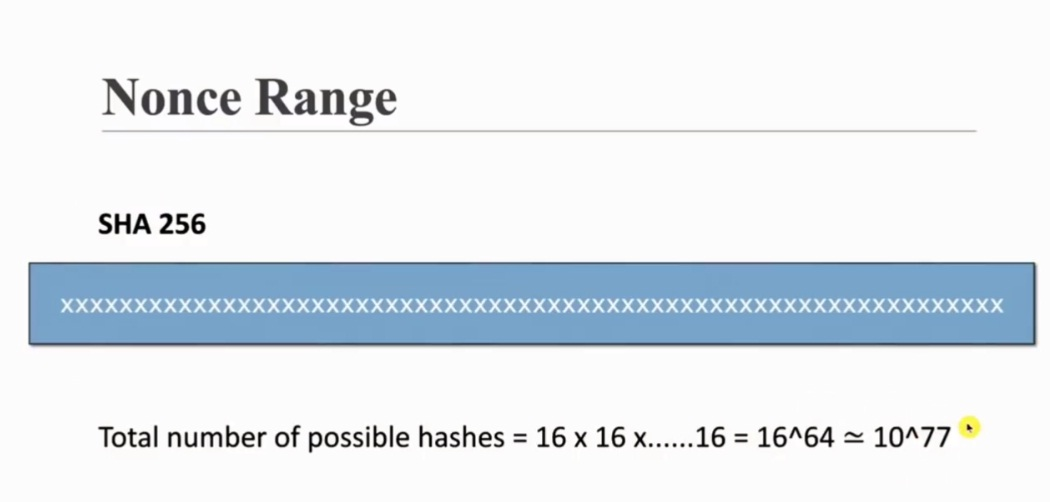 Nonce Range
SHA 256
xxxxxxxxxxxxxxxxxxxxxxxxxxxxxxxxxxxxxxxxxxxxxxxxxxxxxxxxxxxxxxxx
Total number of possible hashes = 16 x 16 x......16 = 16^64 ≃ 10^77